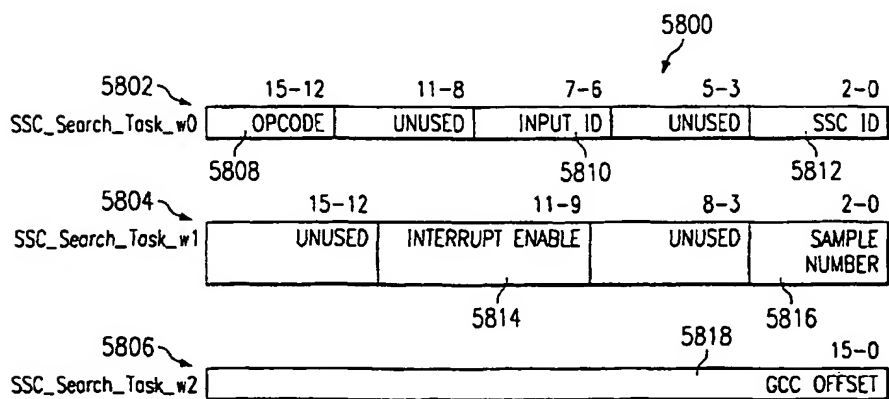 5800
5802
15-12 11-8 7-6 5-3 2-0
SSC_Search_Task_w0 OPCODE UNUSED INPUT ID UNUSED SSC ID
5808 5810 5812
5804
15-12 11-9 8-3 2-0
SSC_Search_Task_w1 UNUSED INTERRUPT ENABLE UNUSED SAMPLE
NUMBER
5814 5816
5806 5818 15-0
SSC_Search_Task_w2 GCC OFFSET